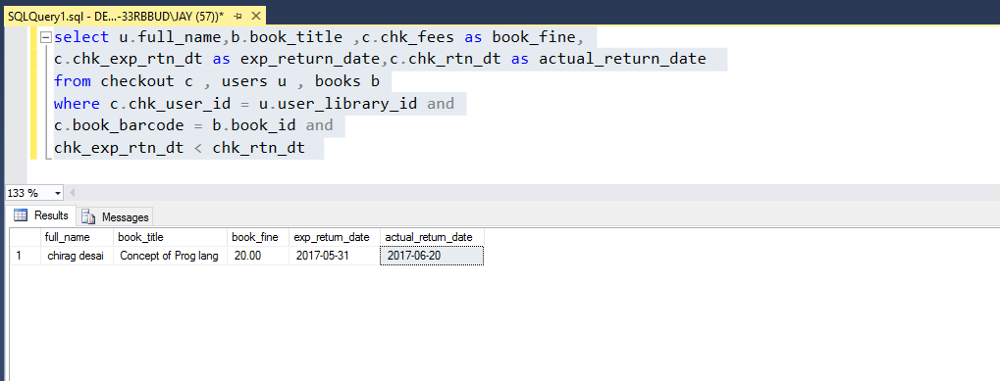 SQLQuery1.sql - DE...-33RBBUD\JAY (57))*
select u.full_name,b.book_title ,c.chk_fees as book_fine,
c.chk_exp_rtn_dt as exp_return_date,c.chk_rtn_dt as actual_return_date
from checkout c , users u , books b
where c.chk_user_id = u.user_library_id and
c.book_barcode = b.book_id and
chk_exp_rtn_dt < chk_rtn_dt
133 %
Results Messages
full_name book_title book_fine exp_return_date actual_return_date
1 chirag desai Concept of Prog lang 20.00 2017-05-31 2017-06-20